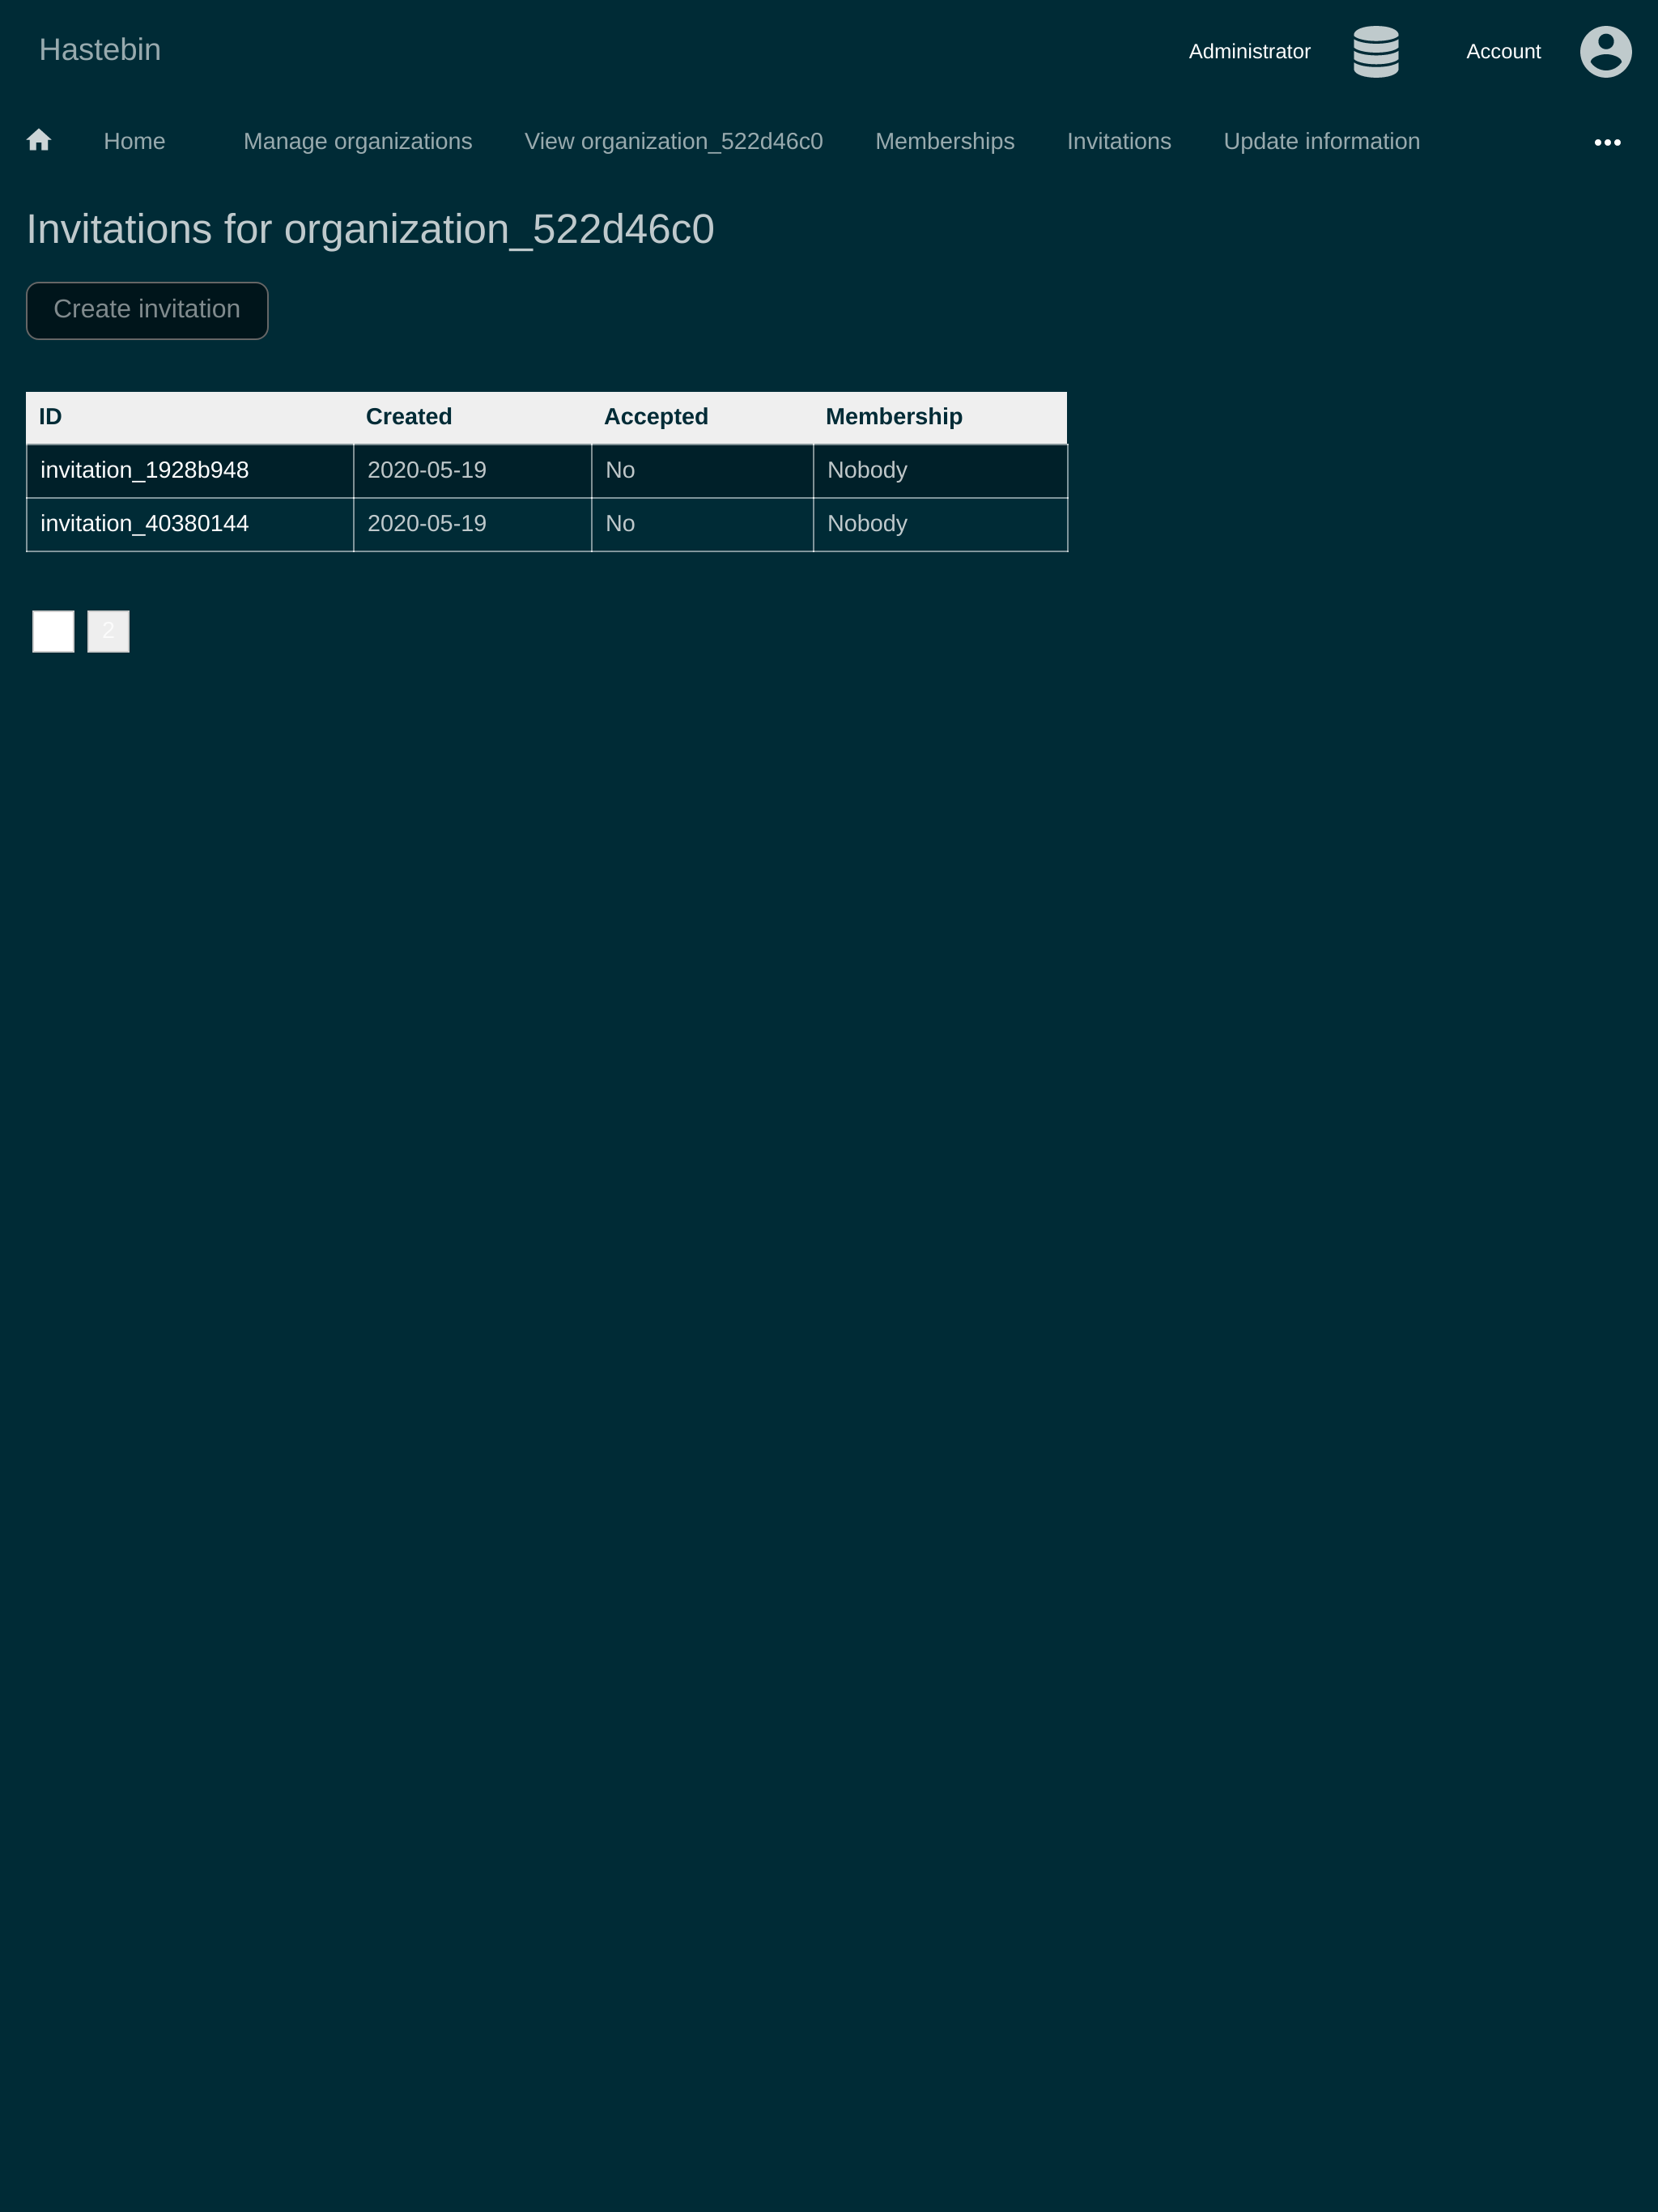 Hastebin Administrator Account
Home Manage organizations View organization_522d46c0 Memberships Invitations Update information
Invitations for organization_522d46c0
Create invitation
ID Created Accepted Membership
invitation_1928b948 2020-05-19 No Nobody
invitation_40380144 2020-05-19 No Nobody
2